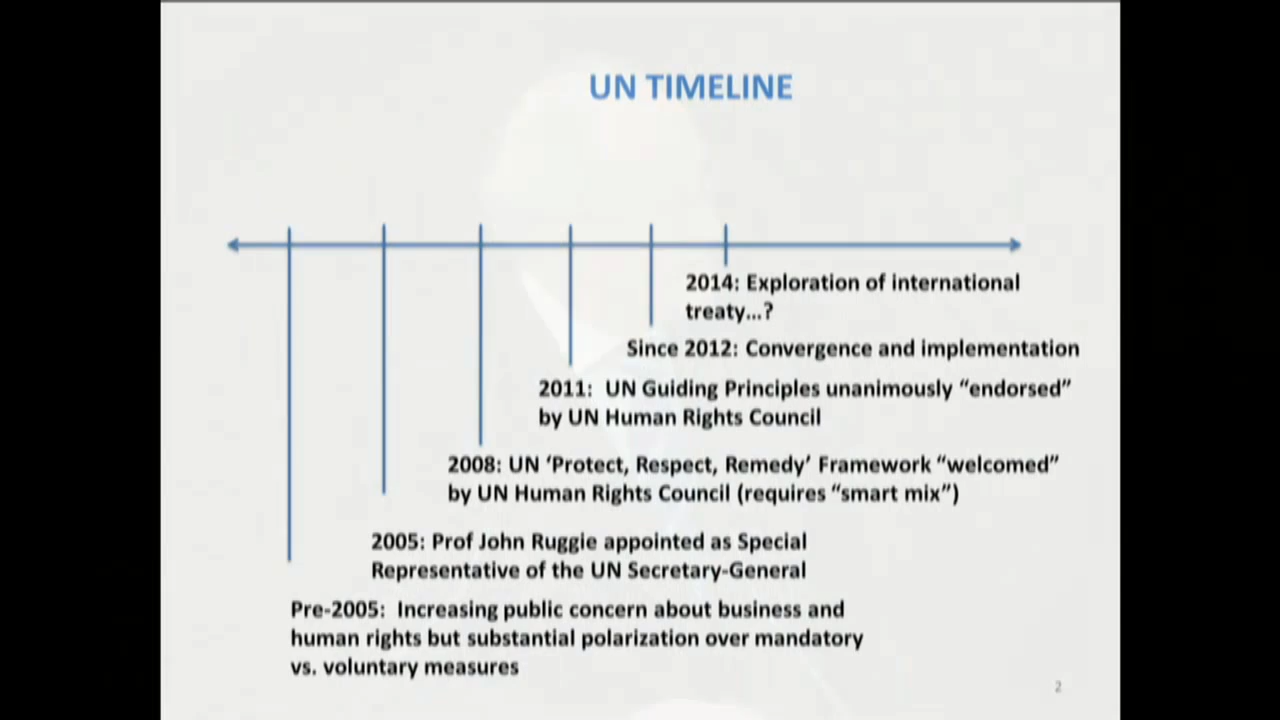 UN TIMELINE
2014: Exploration of international
treaty...?
Since 2012: Convergence and implementation
2011:  UN Guiding Principles unanimously “endorsed”
by UN Human Rights Council
2008: UN ‘Protect, Respect, Remedy’ Framework “welcomed”
by UN Human Rights Council (requires “smart mix”)
2005: Prof John Ruggie appointed as Special
Representative of the UN Secretary-General
Pre-2005:  Increasing public concern about business and
human rights but substantial polarization over mandatory
vs. voluntary measures
2